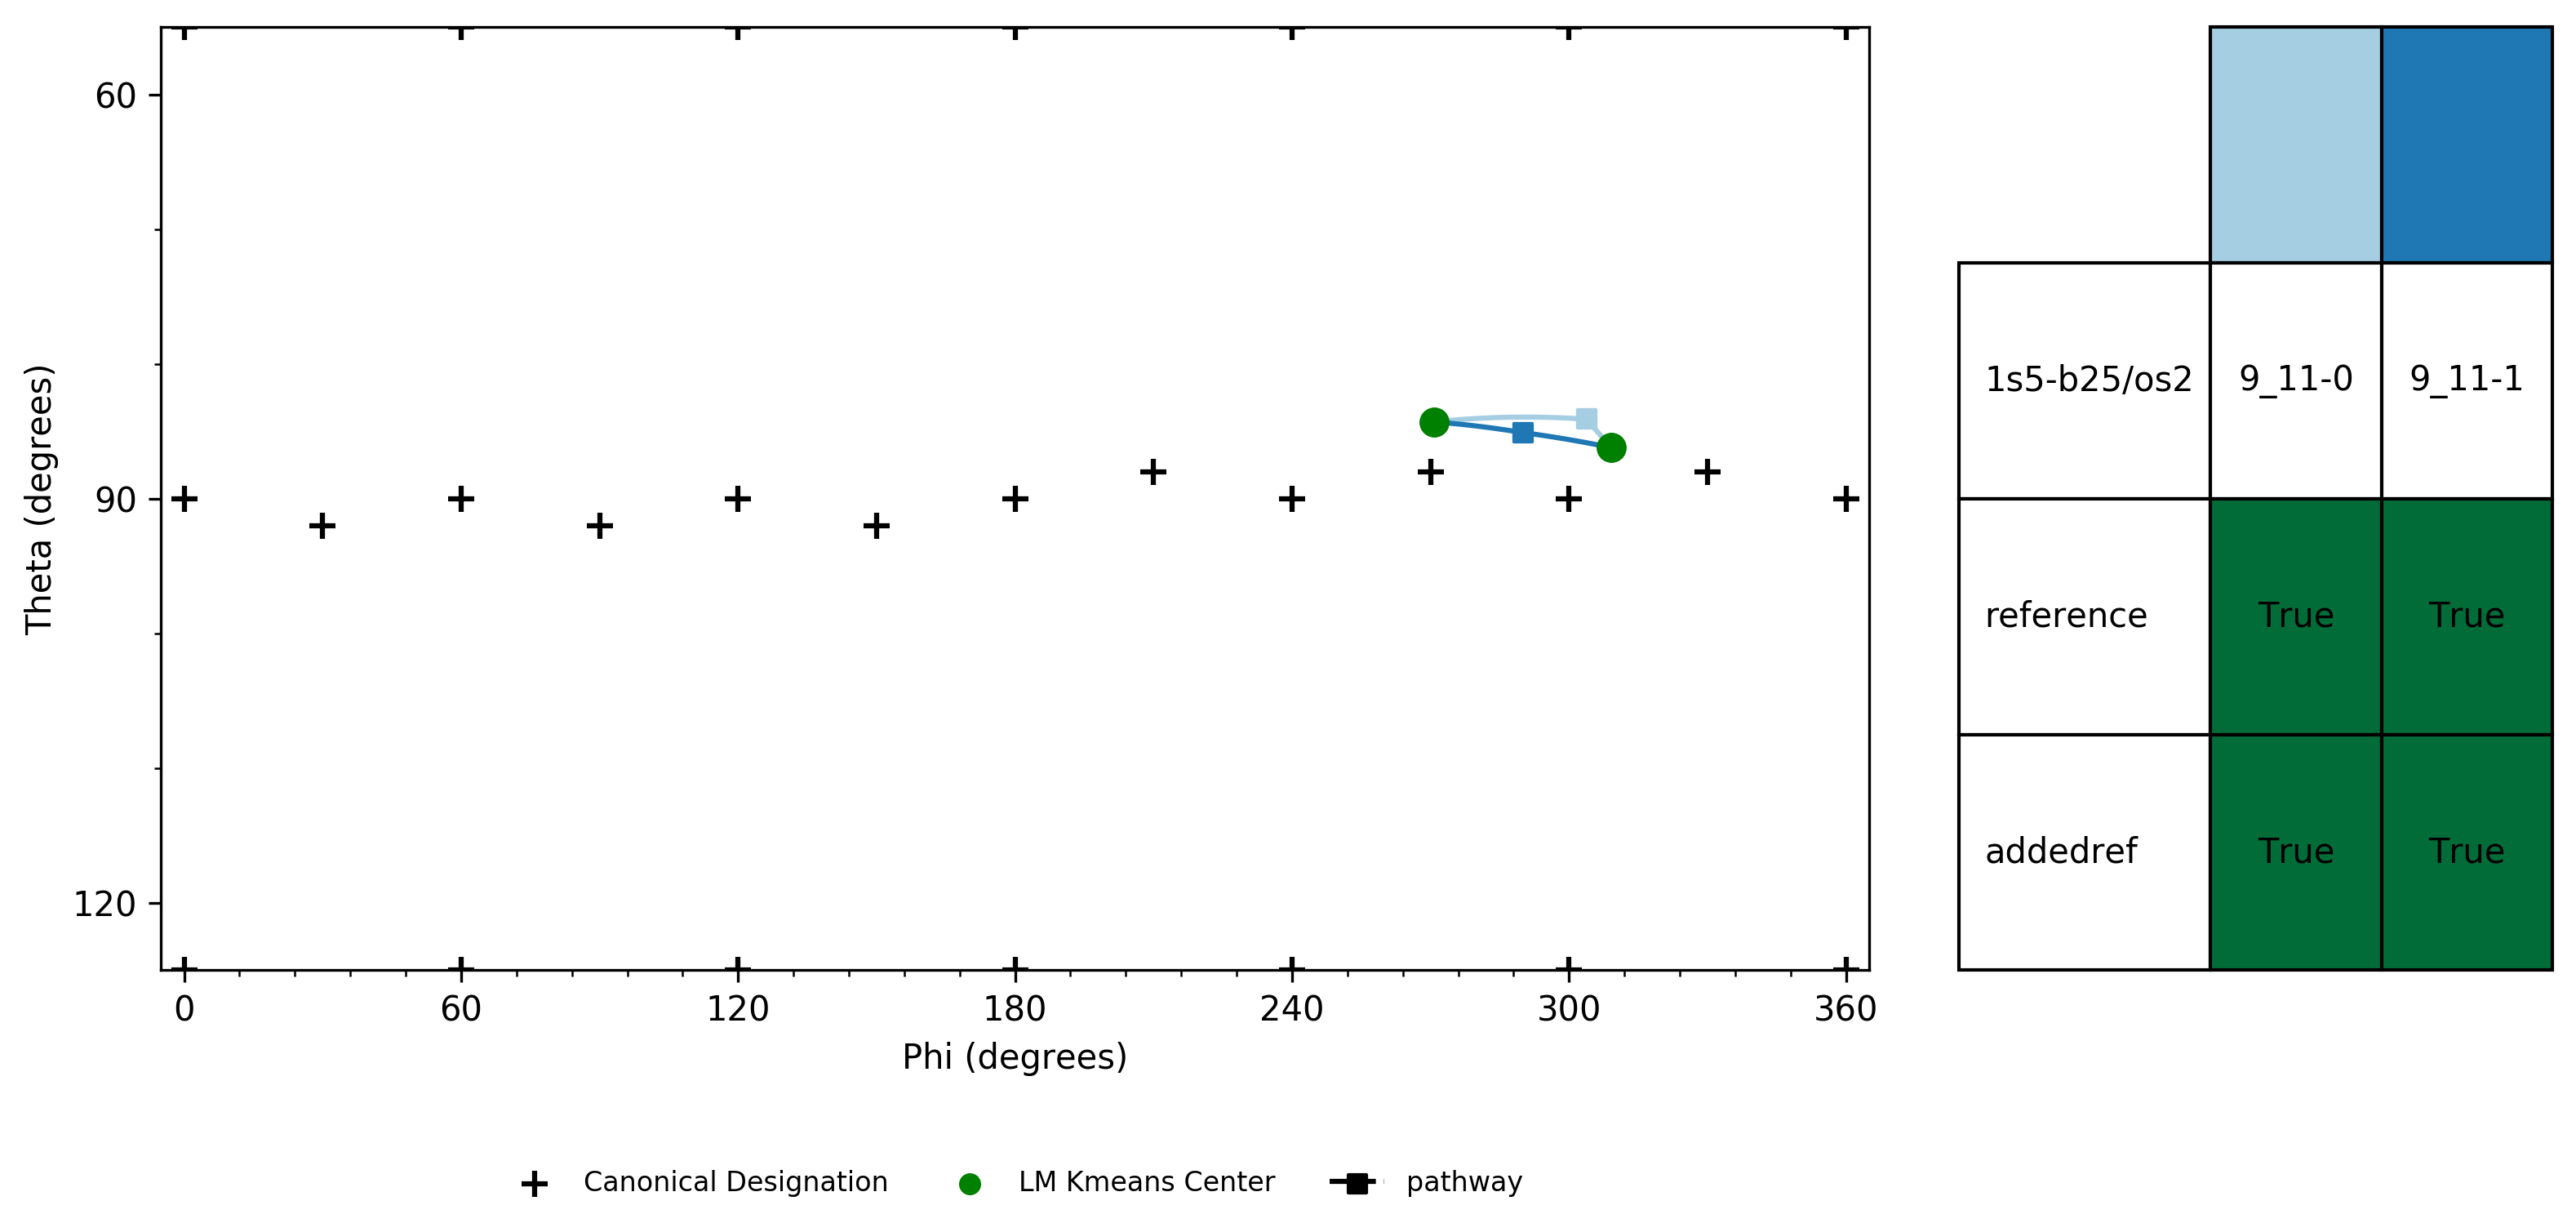 60
90
120
Theta (degrees)
0 60 120 180 240 300 360
Phi (degrees)
Canonical Designation LM Kmeans Center pathway
1s5-b25/os2 9_11-0 9_11-1
reference True True
addedref True True